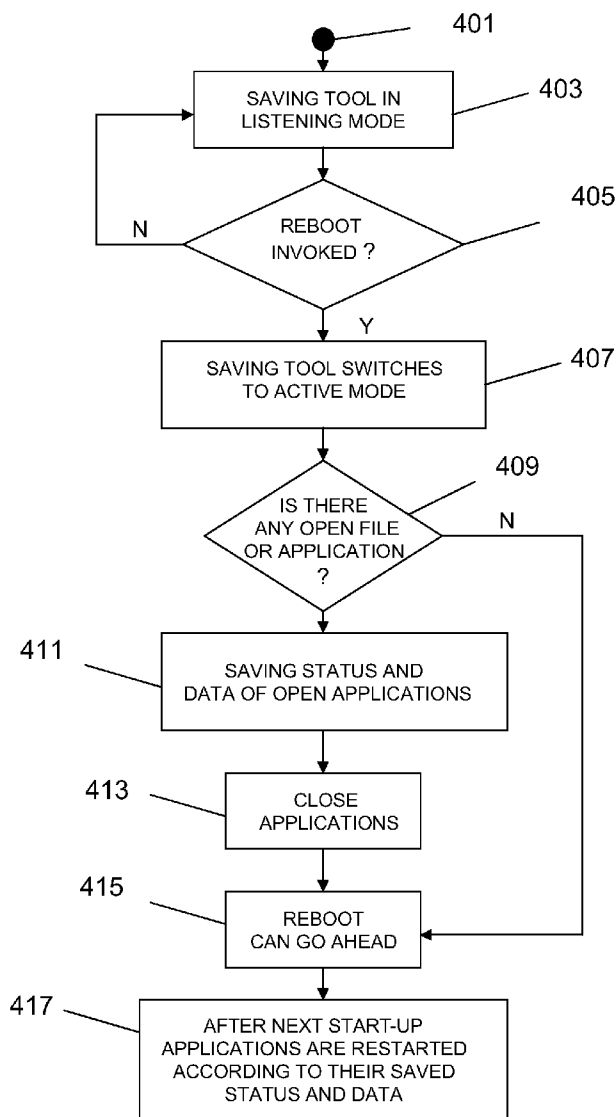 401
SAVING TOOL IN
LISTENING MODE
403
REBOOT
INVOKED ?
405
N
Y
SAVING TOOL SWITCHES
TO ACTIVE MODE
407
409
IS THERE
ANY OPEN FILE
OR APPLICATION
?
N
411
SAVING STATUS AND
DATA OF OPEN APPLICATIONS
413
CLOSE
APPLICATIONS
415
REBOOT
CAN GO AHEAD
417
AFTER NEXT START-UP
APPLICATIONS ARE RESTARTED
ACCORDING TO THEIR SAVED
STATUS AND DATA